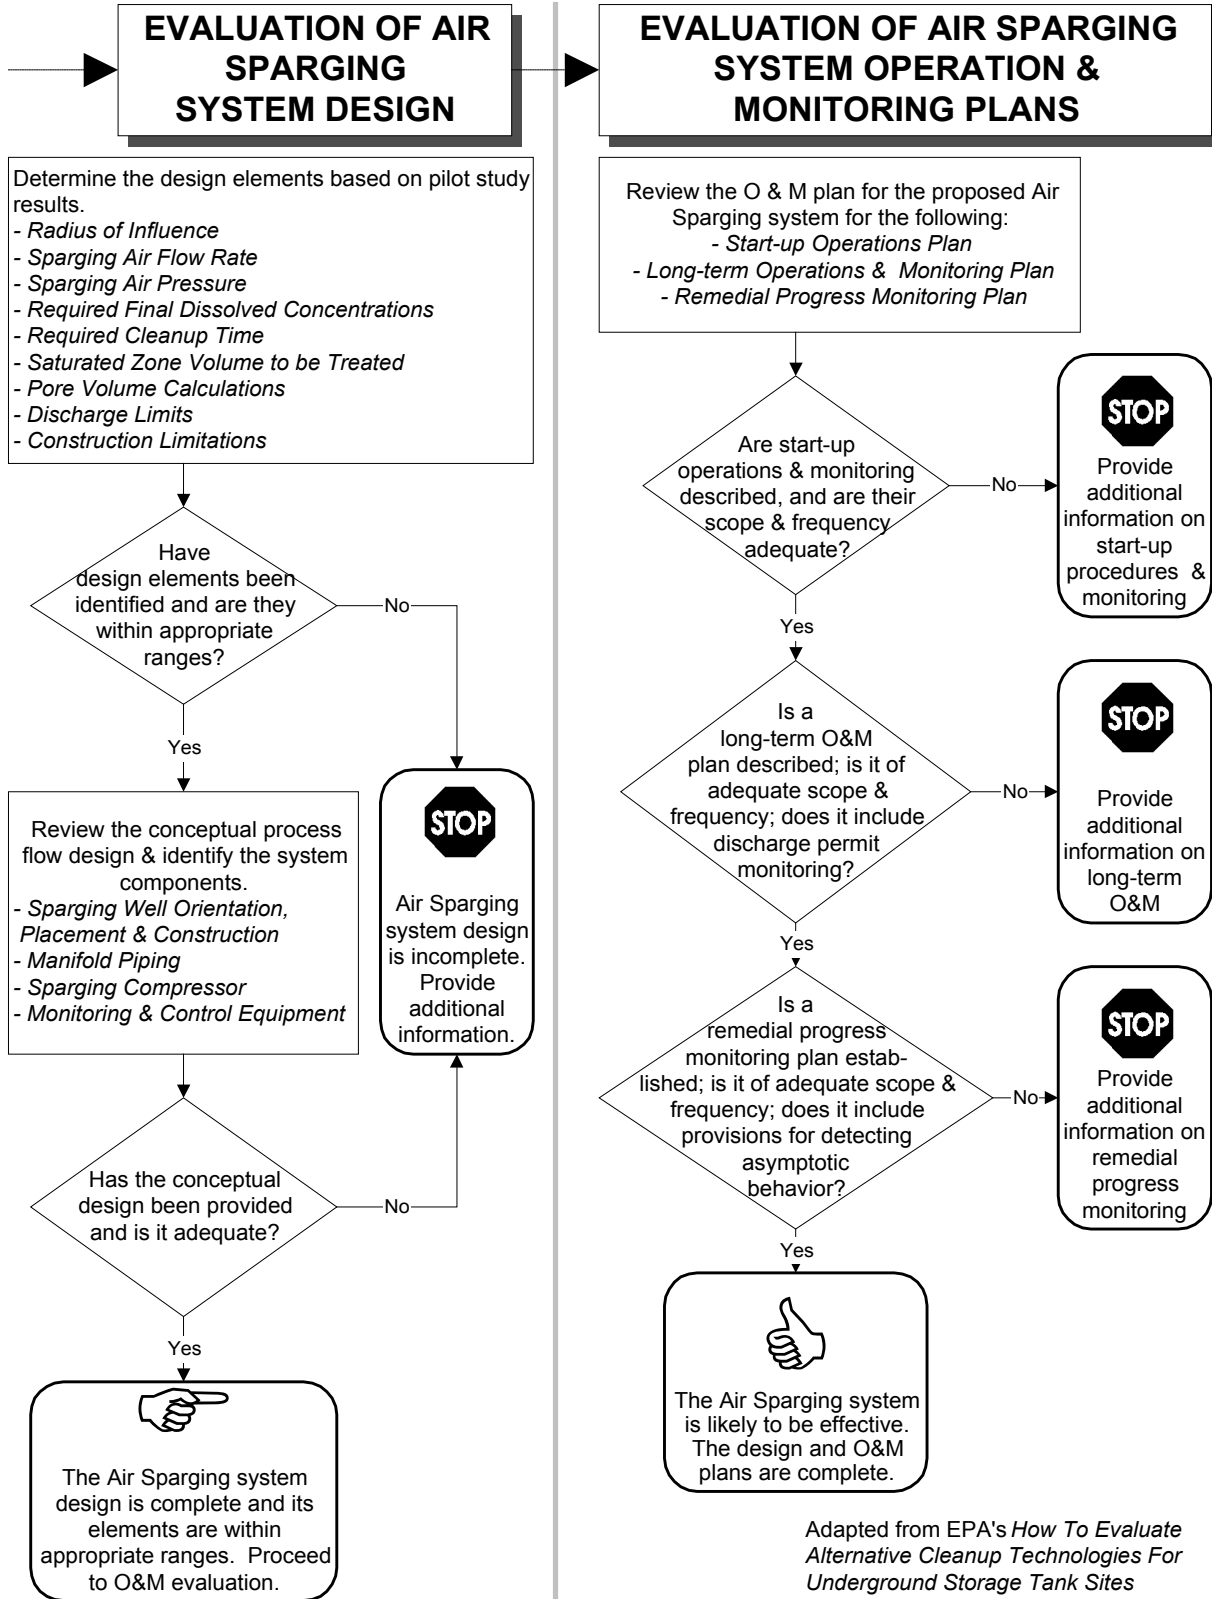 EVALUATION OF AIR
SPARGING
SYSTEM DESIGN
Determine the design elements based on pilot study
results.
- Radius of Influence
- Sparging Air Flow Rate
- Sparging Air Pressure
- Required Final Dissolved Concentrations
- Required Cleanup Time
- Saturated Zone Volume to be Treated
- Pore Volume Calculations
- Discharge Limits
- Construction Limitations
Have
design elements been
identified and are they
within appropriate
ranges?
No
Yes
Review the conceptual process
flow design & identify the system
components.
- Sparging Well Orientation,
Placement & Construction
- Manifold Piping
- Sparging Compressor
- Monitoring & Control Equipment
STOP
Air Sparging
system design
is incomplete.
Provide
additional
information.
Has the conceptual
design been provided
and is it adequate?
No
Yes
The Air Sparging system
design is complete and its
elements are within
appropriate ranges.  Proceed
to O&M evaluation.
EVALUATION OF AIR SPARGING
SYSTEM OPERATION &
MONITORING PLANS
Review the O & M plan for the proposed Air
Sparging system for the following:
- Start-up Operations Plan
- Long-term Operations &  Monitoring Plan
- Remedial Progress Monitoring Plan
Are start-up
operations & monitoring
described, and are their
scope & frequency
adequate?
No
STOP
Provide
additional
information on
start-up
procedures  &
monitoring
Yes
Is a
long-term O&M
plan described; is it of
adequate scope &
frequency; does it include
discharge permit
monitoring?
No
STOP
Provide
additional
information on
long-term
O&M
Yes
Is a
remedial progress
monitoring plan estab-
lished; is it of adequate scope &
frequency; does it include
provisions for detecting
asymptotic
behavior?
No
STOP
Provide
additional
information on
remedial
progress
monitoring
Yes
The Air Sparging system
is likely to be effective.
The design and O&M
plans are complete.
Adapted from EPA's How To Evaluate
Alternative Cleanup Technologies For
Underground Storage Tank Sites